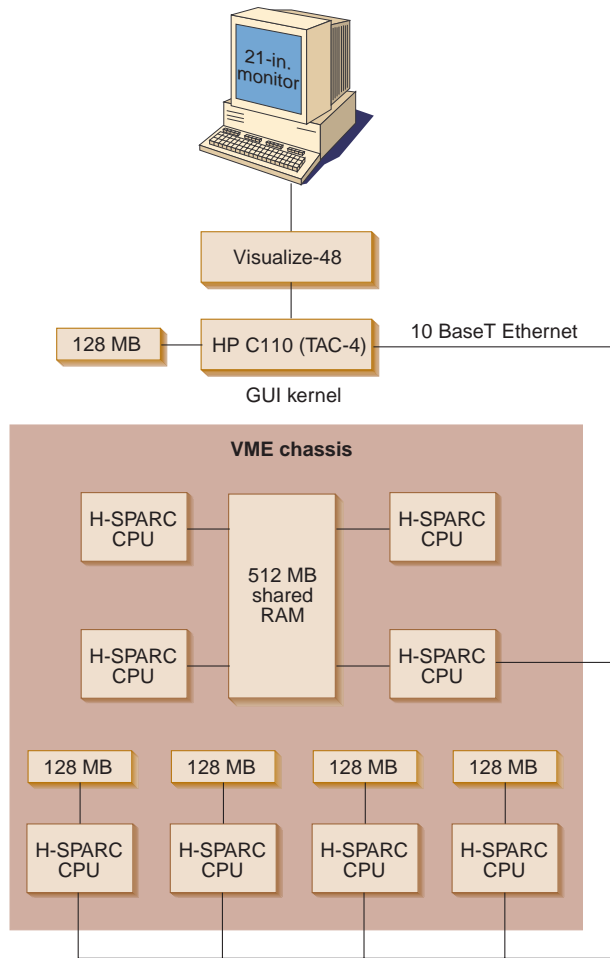 21-in.
monitor
Visualize-48
128 MB
HP C110 (TAC-4)
10 BaseT Ethernet
GUI kernel
VME chassis
H-SPARC
CPU
512 MB
shared
RAM
H-SPARC
CPU
H-SPARC
CPU
H-SPARC
CPU
128 MB
128 MB
128 MB
128 MB
H-SPARC
CPU
H-SPARC
CPU
H-SPARC
CPU
H-SPARC
CPU